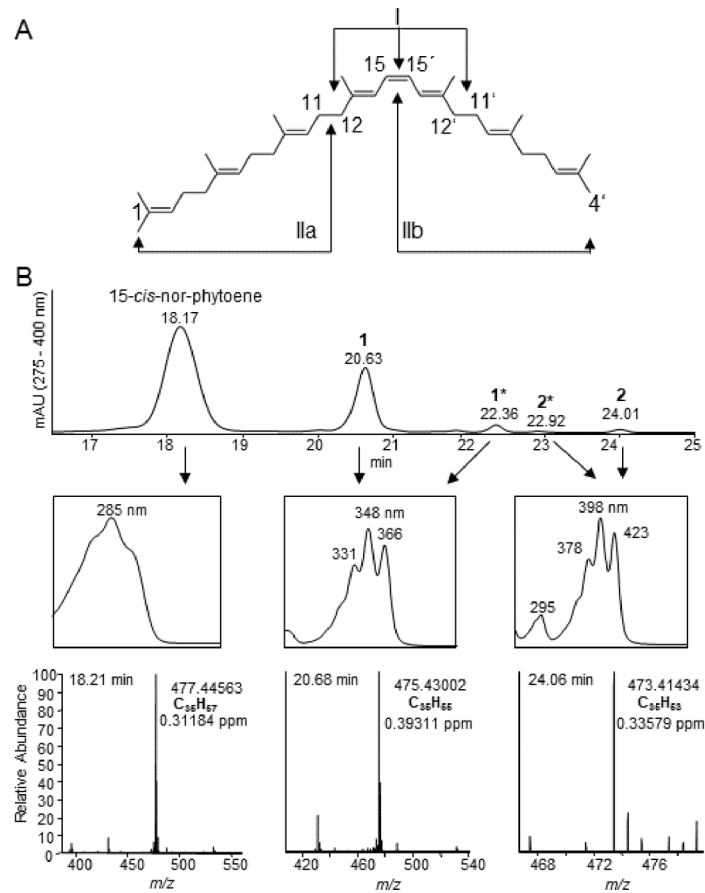 A
I
15 15´
11 11‘
12 12‘
1 4‘
IIa IIb
B
15-cis-nor-phytoene
18.17
1
20.63
1*
22.36
2*
22.92
2
24.01
mAU (275 - 400 nm)
17 18 19 20 21 22 23 24 25
min
285 nm
348 nm
331 366
398 nm
378 423
295
18.21 min
477.44563
C₃₅H₅₇
0.31184 ppm
20.68 min
475.43002
C₃₅H₅₅
0.39311 ppm
24.06 min
473.41434
C₃₅H₅₃
0.33579 ppm
Relative Abundance
100
90
80
70
60
50
40
30
20
10
0
400 450 500 550
m/z
420 460 500 540
m/z
468 472 476
m/z